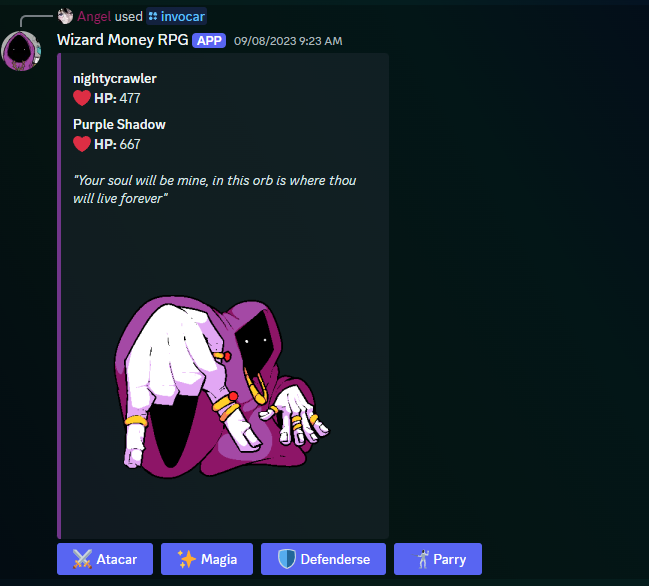 Angel used invocar
Wizard Money RPG APP 09/08/2023 9:23 AM
nightycrawler
HP: 477
Purple Shadow
HP: 667
"Your soul will be mine, in this orb is where thou
will live forever"
Atacar Magia Defenderse Parry